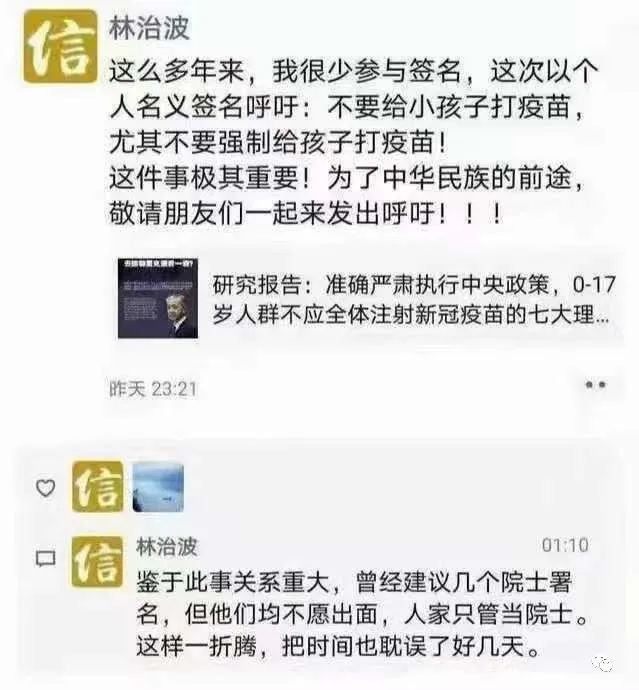 信
林治波
这么多年来，我很少参与签名，这次以个
人名义签名呼吁：不要给小孩子打疫苗，
尤其不要强制给孩子打疫苗！
这件事极其重要！为了中华民族的前途，
敬请朋友们一起来发出呼吁！！！
研究报告：准确严肃执行中央政策，0-17
岁人群不应全体注射新冠疫苗的七大理...
昨天 23:21
信
信
林治波
01:10
鉴于此事关系重大，曾经建议几个院士署
名，但他们均不愿出面，人家只管当院士。
这样一折腾，把时间也耽误了好几天。